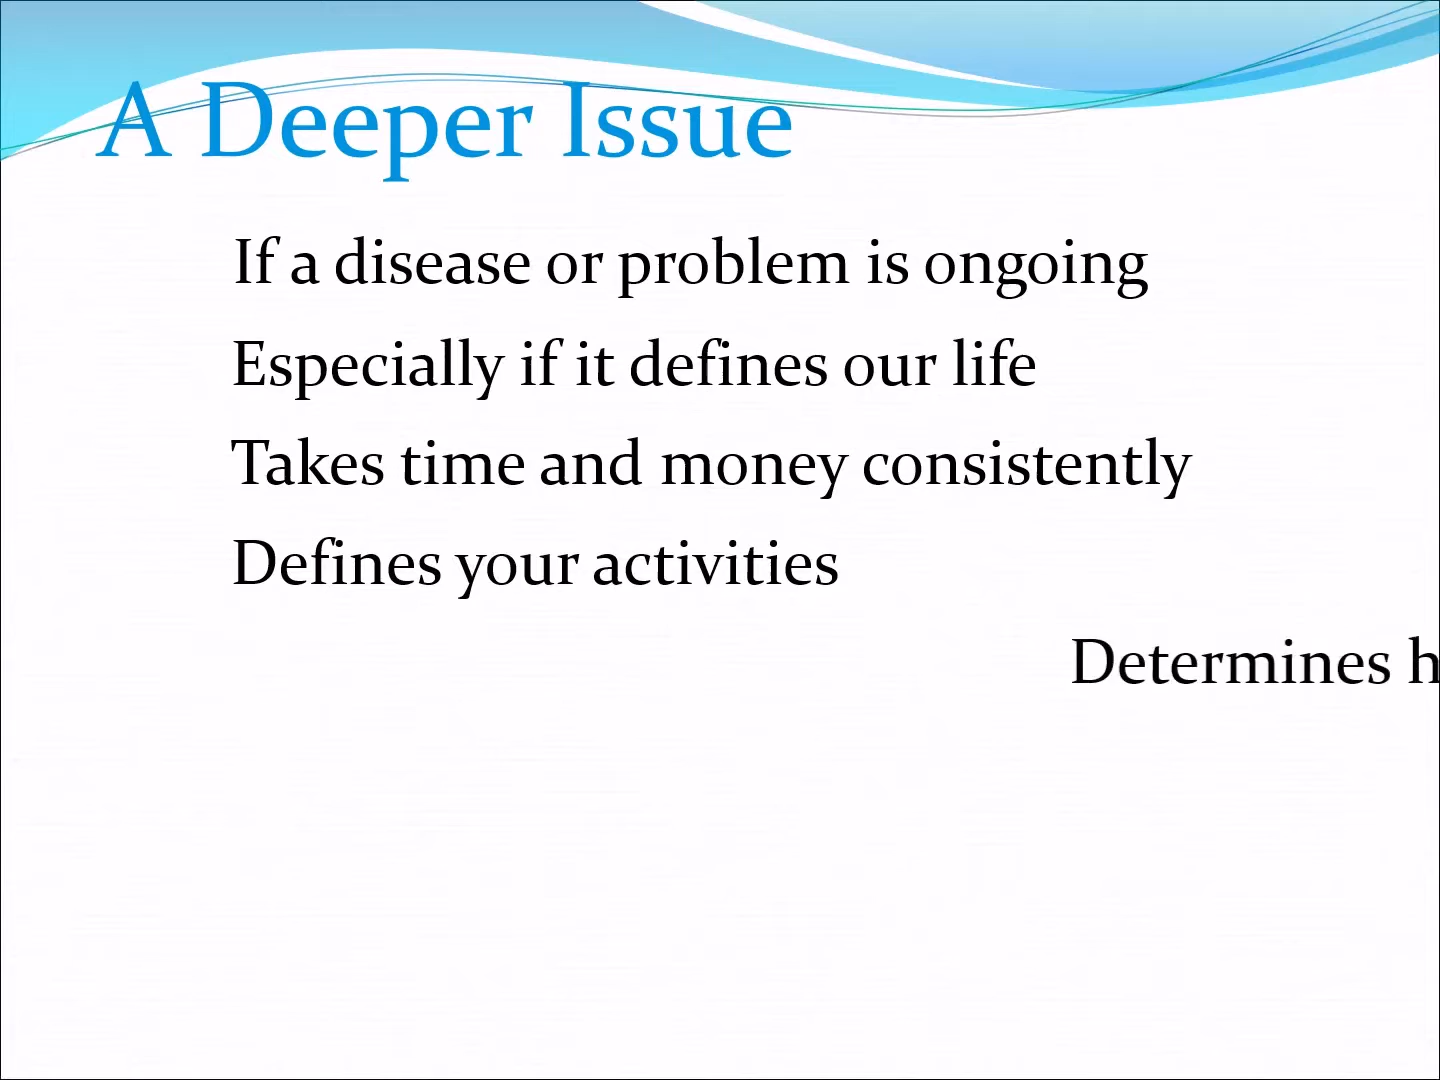 A Deeper Issue
If a disease or problem is ongoing
Especially if it defines our life
Takes time and money consistently
Defines your activities
Determines